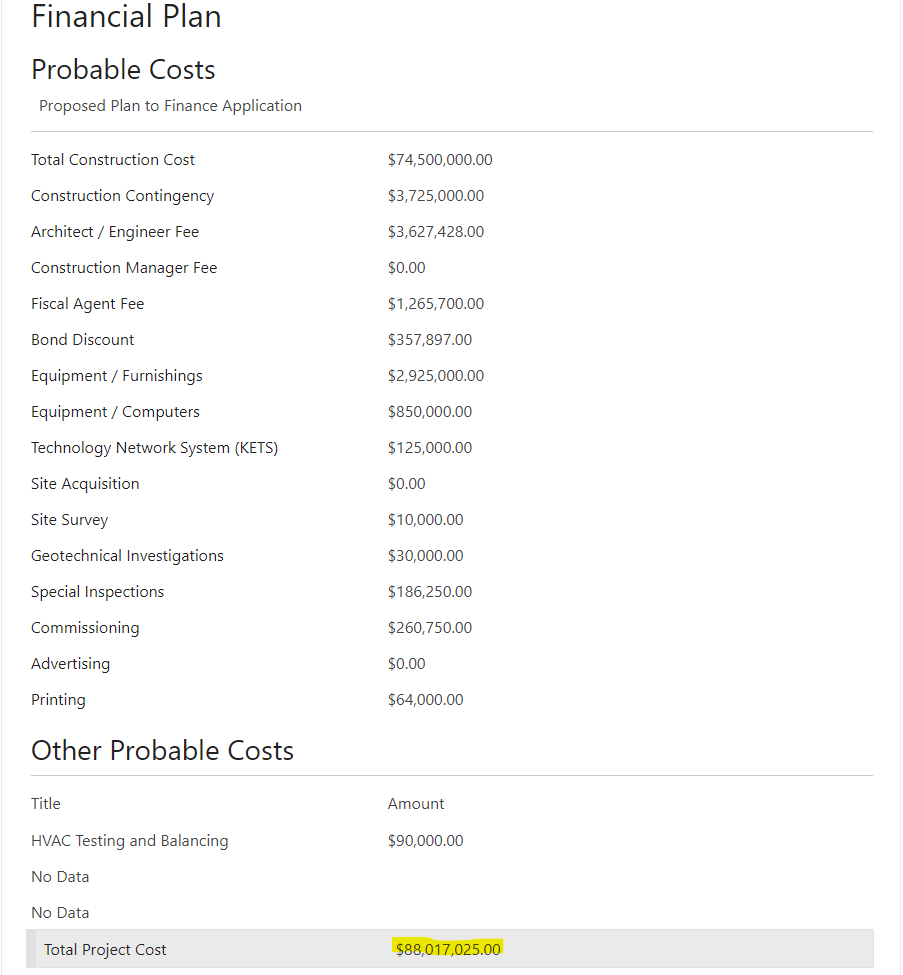 Financial Plan
Probable Costs
Proposed Plan to Finance Application
Total Construction Cost $74,500,000.00
Construction Contingency $3,725,000.00
Architect / Engineer Fee $3,627,428.00
Construction Manager Fee $0.00
Fiscal Agent Fee $1,265,700.00
Bond Discount $357,897.00
Equipment / Furnishings $2,925,000.00
Equipment / Computers $850,000.00
Technology Network System (KETS) $125,000.00
Site Acquisition $0.00
Site Survey $10,000.00
Geotechnical Investigations $30,000.00
Special Inspections $186,250.00
Commissioning $260,750.00
Advertising $0.00
Printing $64,000.00
Other Probable Costs
Title Amount
HVAC Testing and Balancing $90,000.00
No Data
No Data
Total Project Cost $88,017,025.00